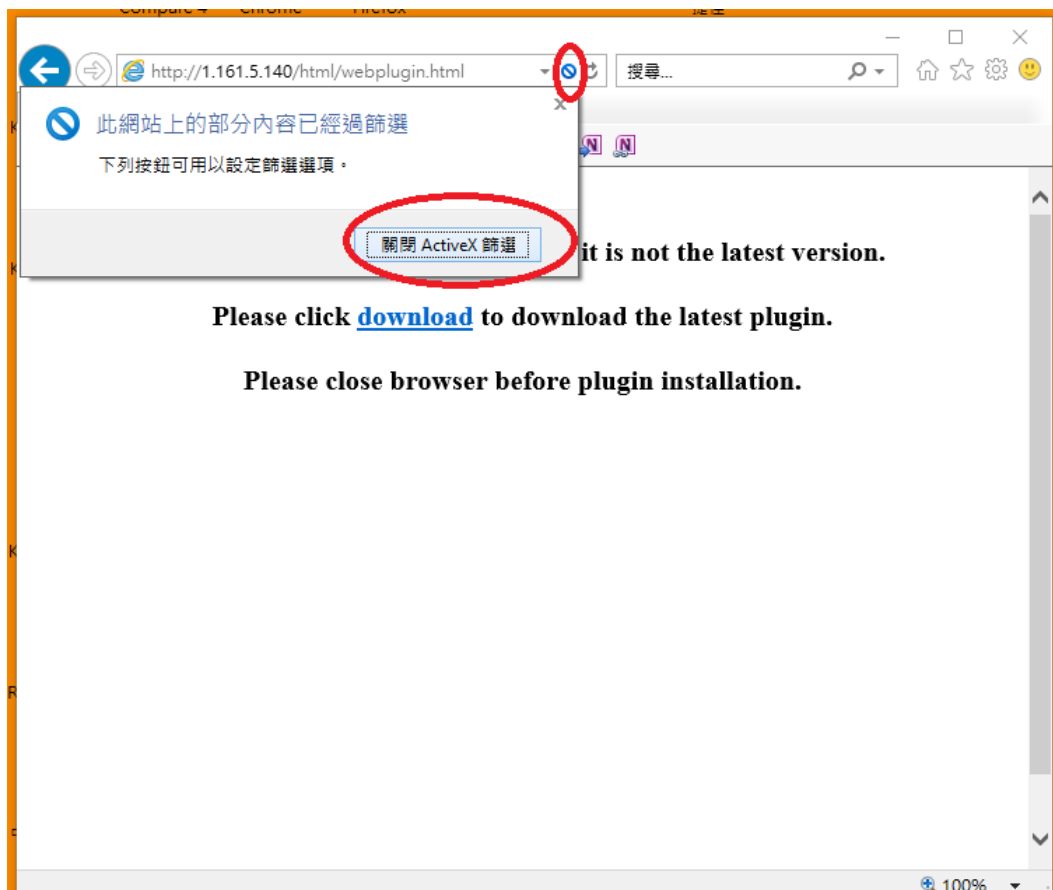 http://1.161.5.140/html/webplugin.html
搜尋...
此網站上的部分內容已經過篩選
x
下列按鈕可用以設定篩選選項。
N N
關閉 ActiveX 篩選
it is not the latest version.
Please click download to download the latest plugin.
Please close browser before plugin installation.
K
K
K
R
100%